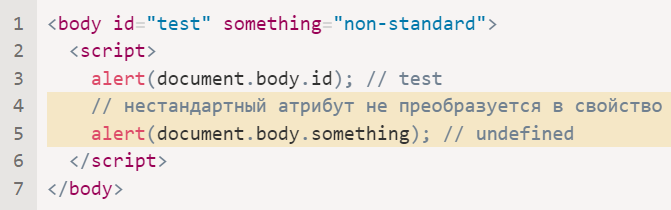 1 <body id="test" something="non-standard">
2   <script>
3     alert(document.body.id); // test
4     // нестандартный атрибут не преобразуется в свойство
5     alert(document.body.something); // undefined
6   </script>
7 </body>